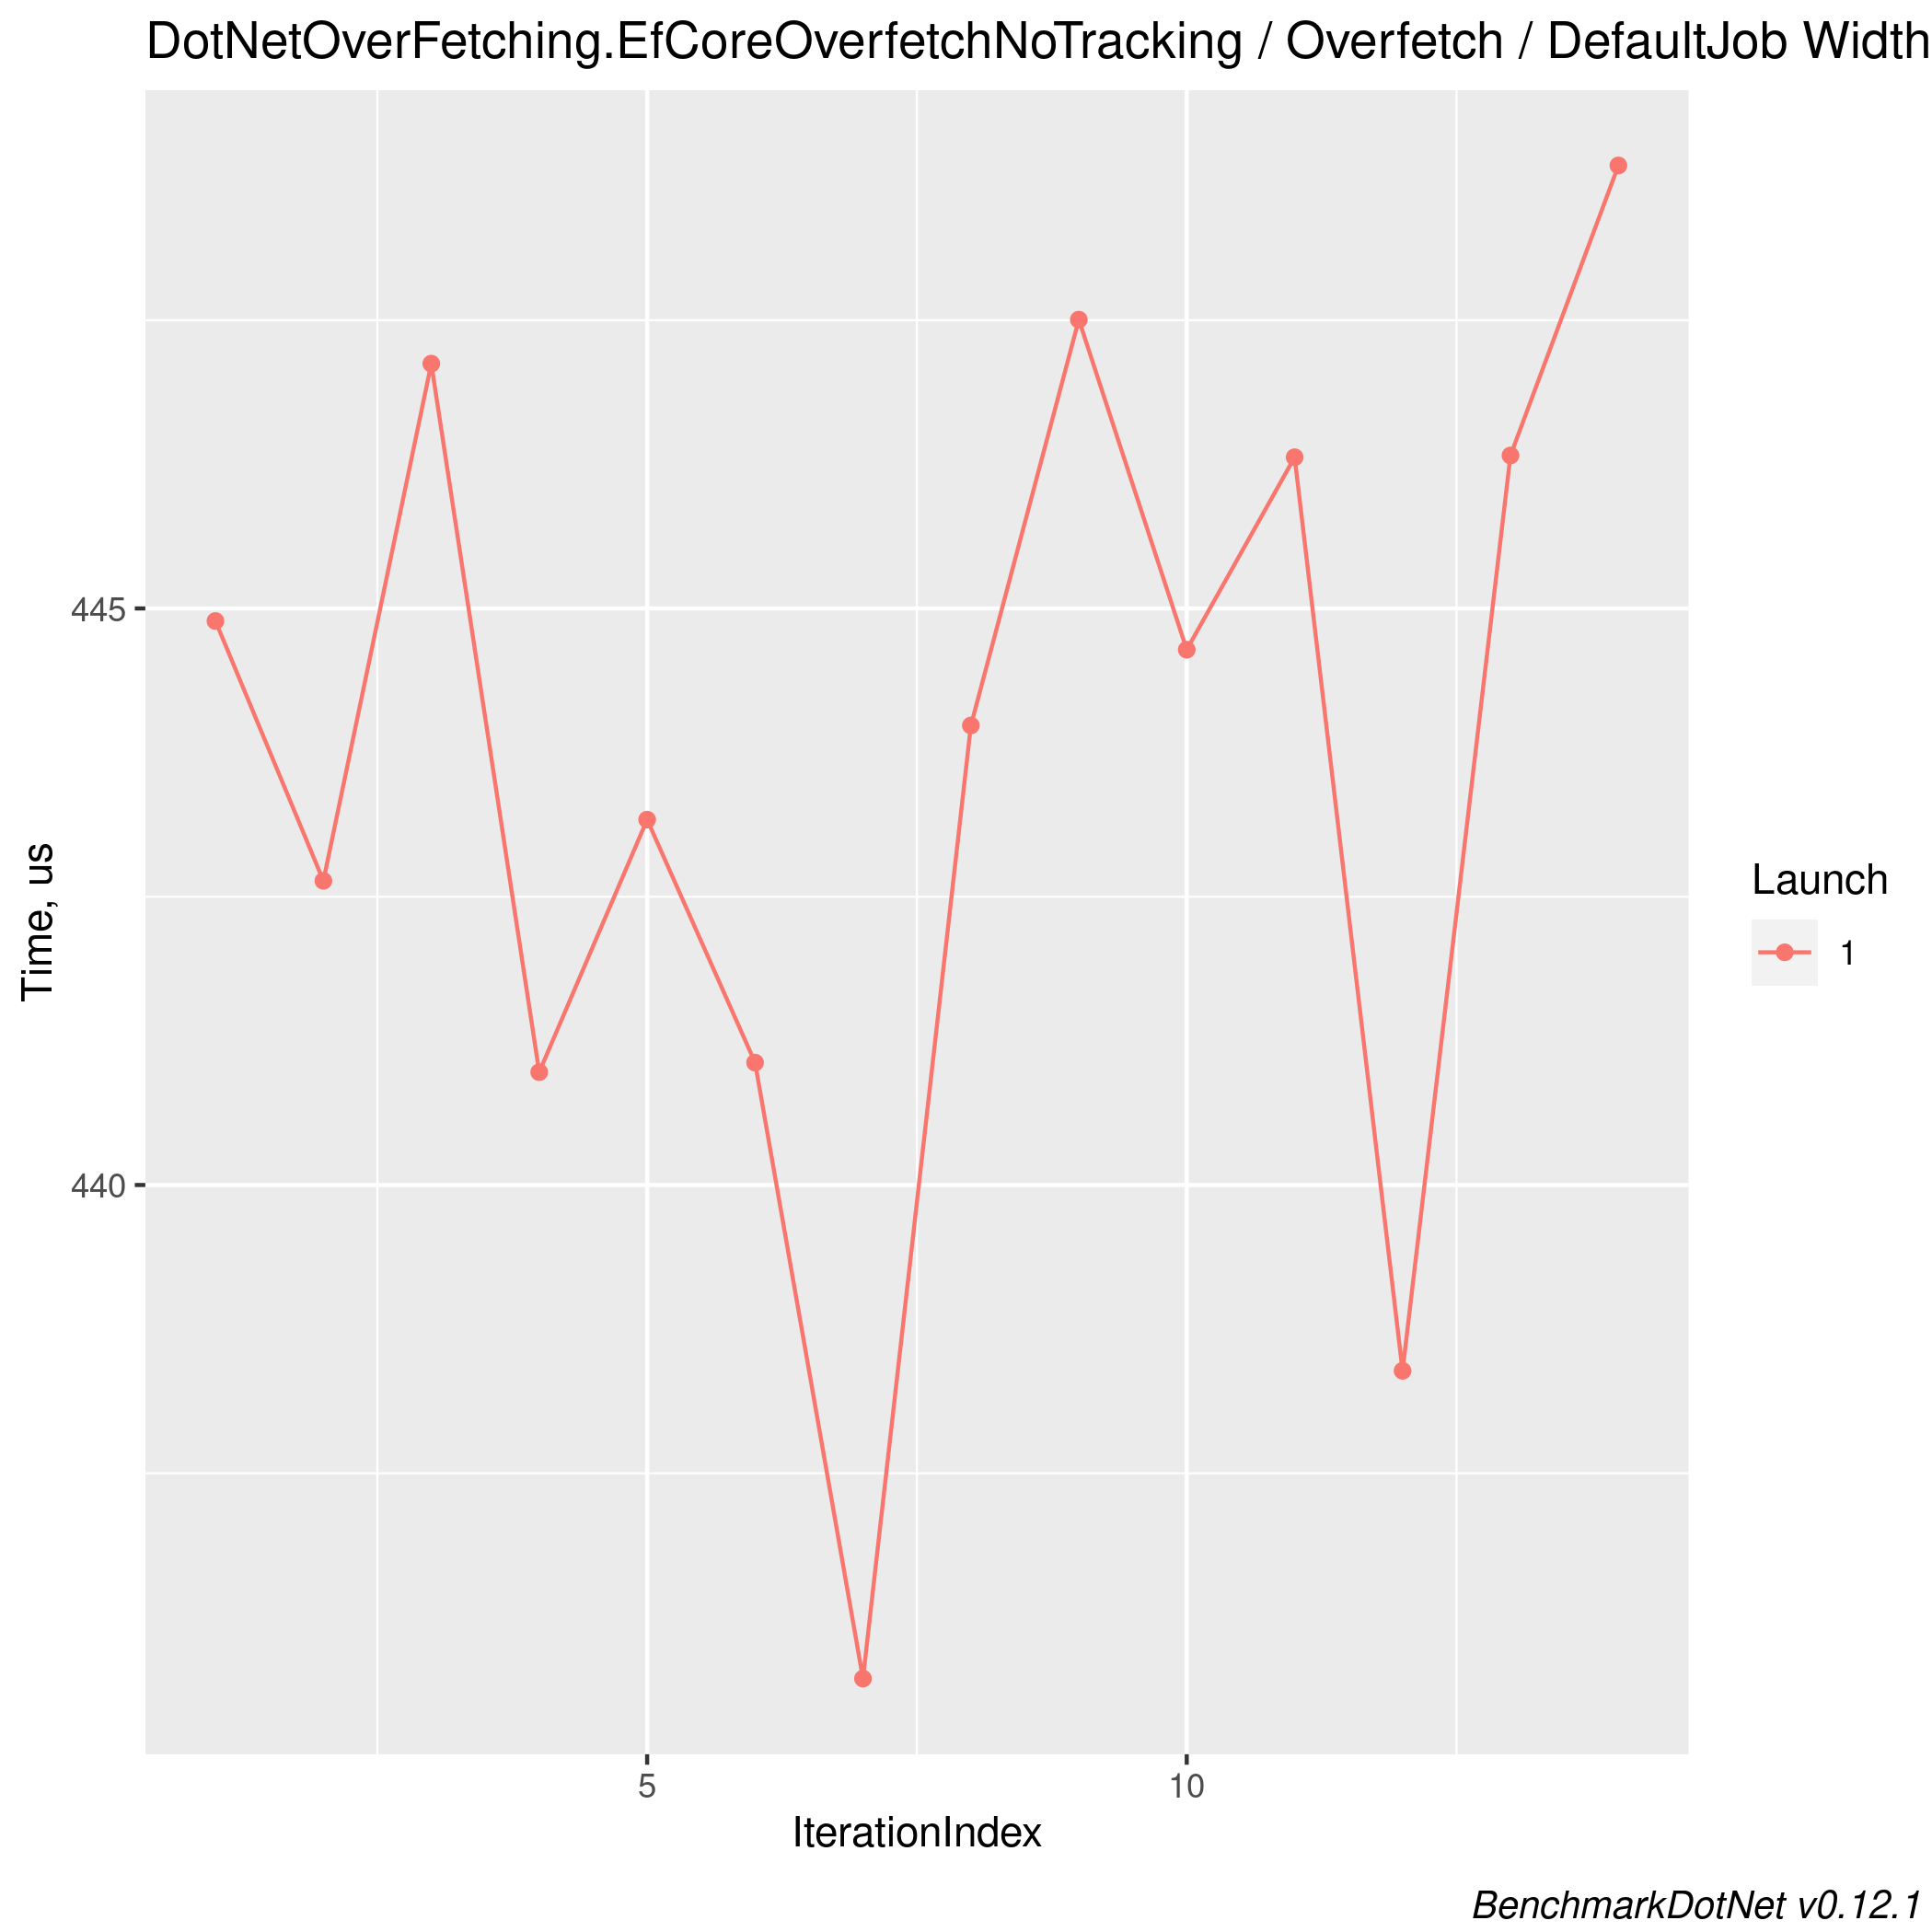 DotNetOverFetching.EfCoreOverfetchNoTracking / Overfetch / DefaultJob Width
445
440
Time, us
5
10
IterationIndex
Launch
1
BenchmarkDotNet v0.12.1